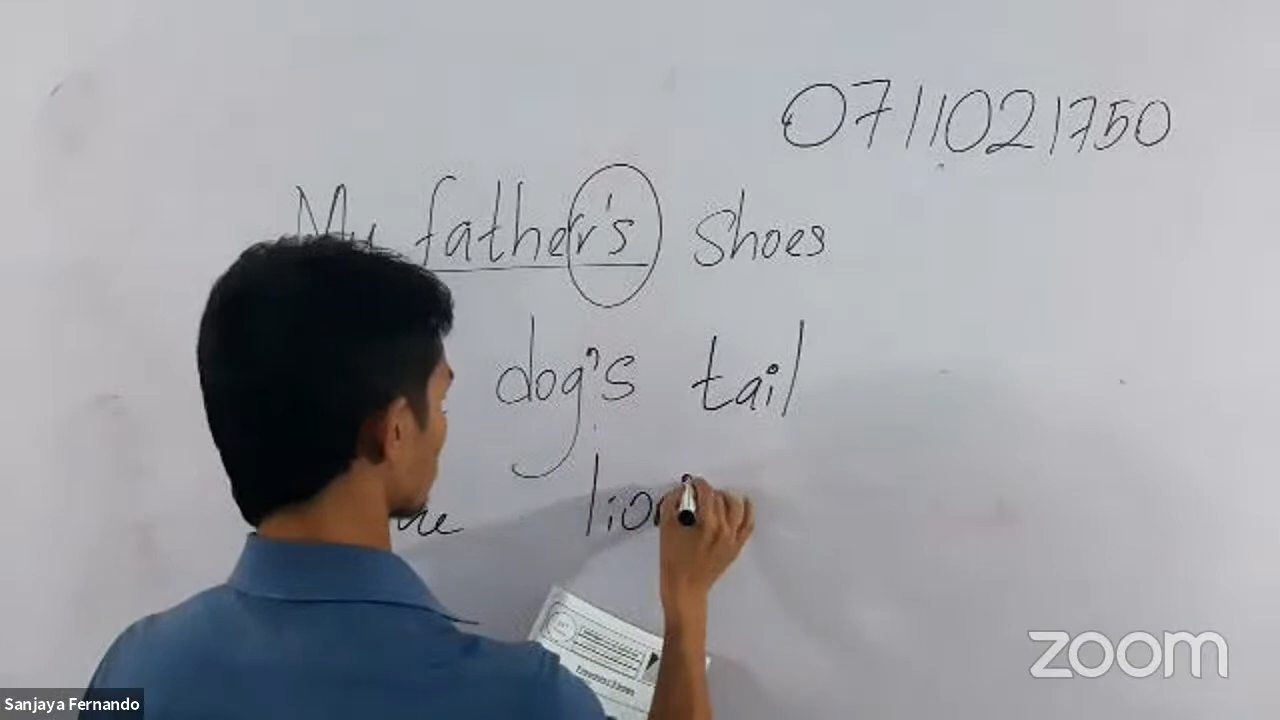 0711021750
My father's shoes
dog's tail
lion
zoom
Sanjaya Fernando